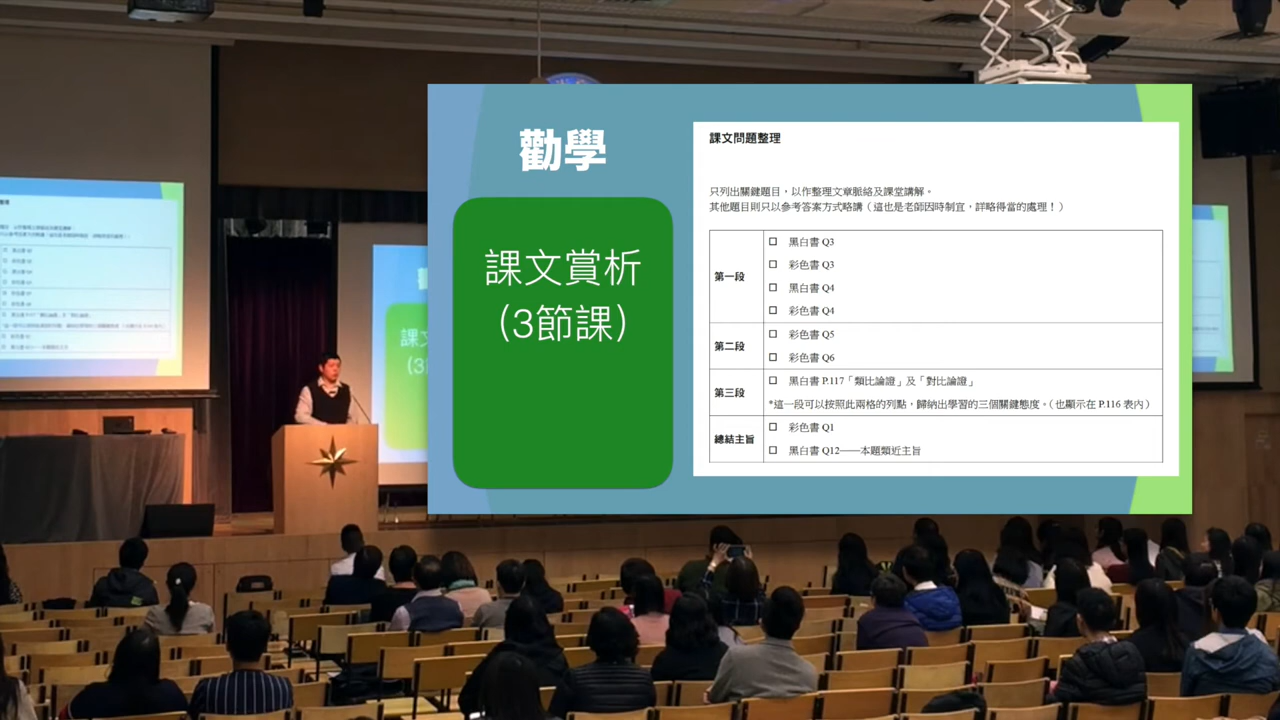 勸學
課文賞析
(3節課)
課文問題整理
只列出關鍵題目，以作整理文章脈絡及課堂講解。
其他題目則只以參考答案方式略講（這也是老師因時制宜，詳略得當的處理！）
第一段
□ 黑白書 Q3
□ 彩色書 Q3
□ 黑白書 Q4
□ 彩色書 Q4
第二段
□ 彩色書 Q5
□ 彩色書 Q6
第三段
□ 黑白書 P.117「類比論證」及「對比論證」
*這一段可以按照此兩格的列點，歸納出學習的三個關鍵態度。（也顯示在 P.116 表內）
總結主旨
□ 彩色書 Q1
□ 黑白書 Q12——本題類近主旨